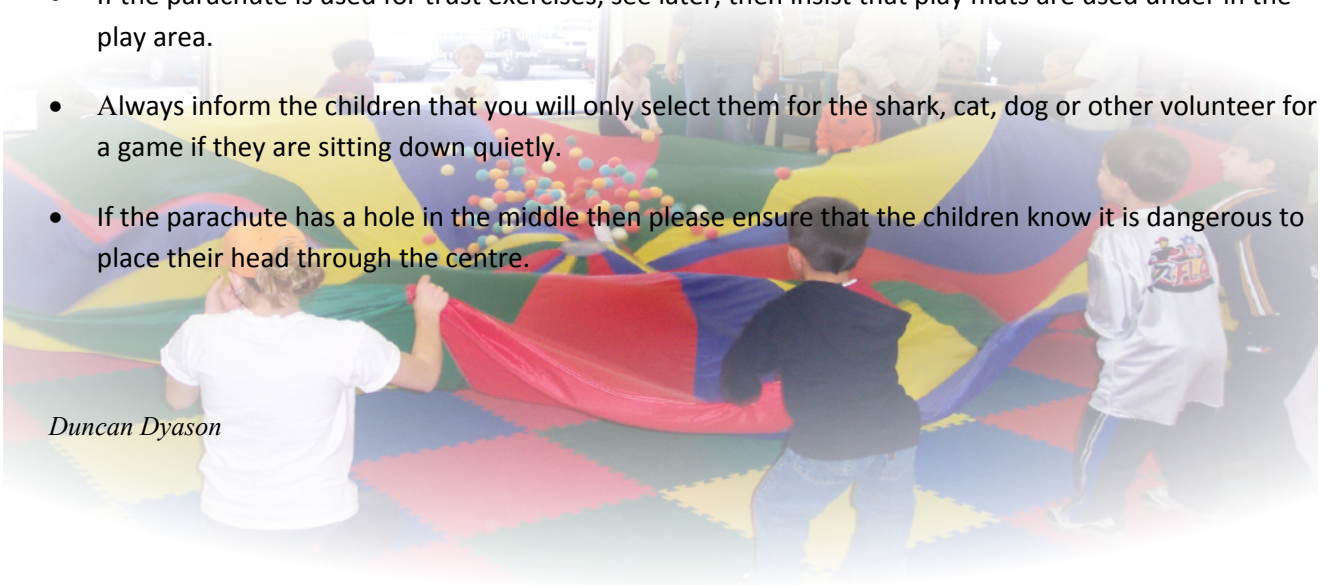 • If the parachute is used for trust exercises, see later, then insist that play mats are used under in the
play area.
• Always inform the children that you will only select them for the shark, cat, dog or other volunteer for
a game if they are sitting down quietly.
• If the parachute has a hole in the middle then please ensure that the children know it is dangerous to
place their head through the centre.
Duncan Dyason